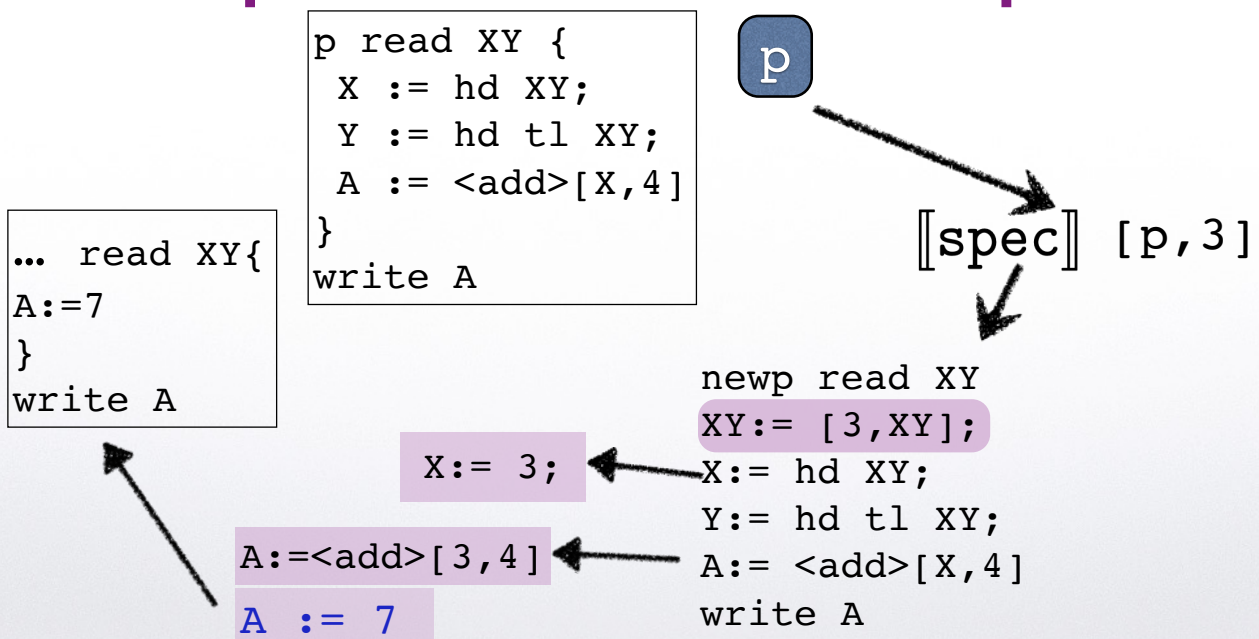 p read XY {
X := hd XY;
Y := hd tl XY;
A := <add>[X,4]
}
write A
p
⟦spec⟧ [p,3]
… read XY{
A:=7
}
write A
newp read XY
XY:= [3,XY];
X:= hd XY;
Y:= hd tl XY;
A:= <add>[X,4]
write A
X:= 3;
A:=<add>[3,4]
A := 7